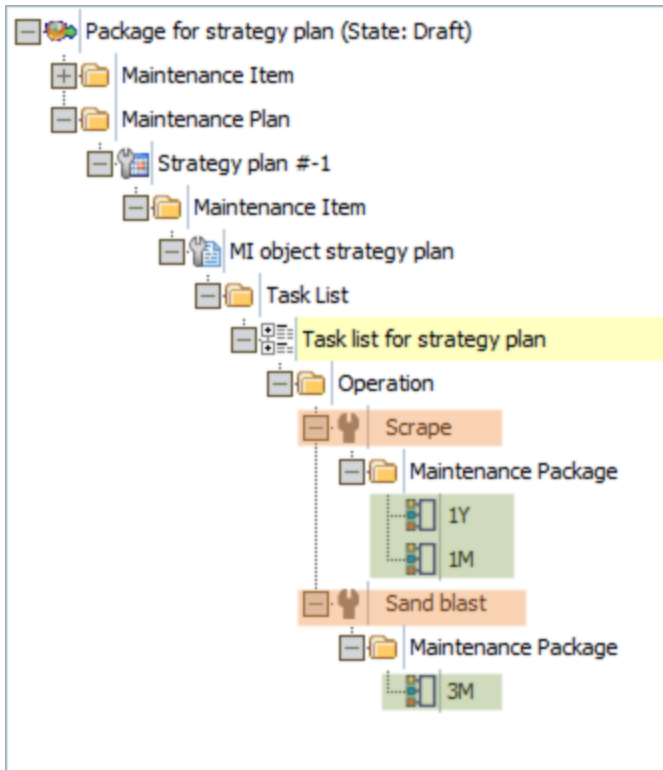 Package for strategy plan (State: Draft)
Maintenance Item
Maintenance Plan
Strategy plan #-1
Maintenance Item
MI object strategy plan
Task List
Task list for strategy plan
Operation
Scrape
Maintenance Package
1Y
1M
Sand blast
Maintenance Package
3M